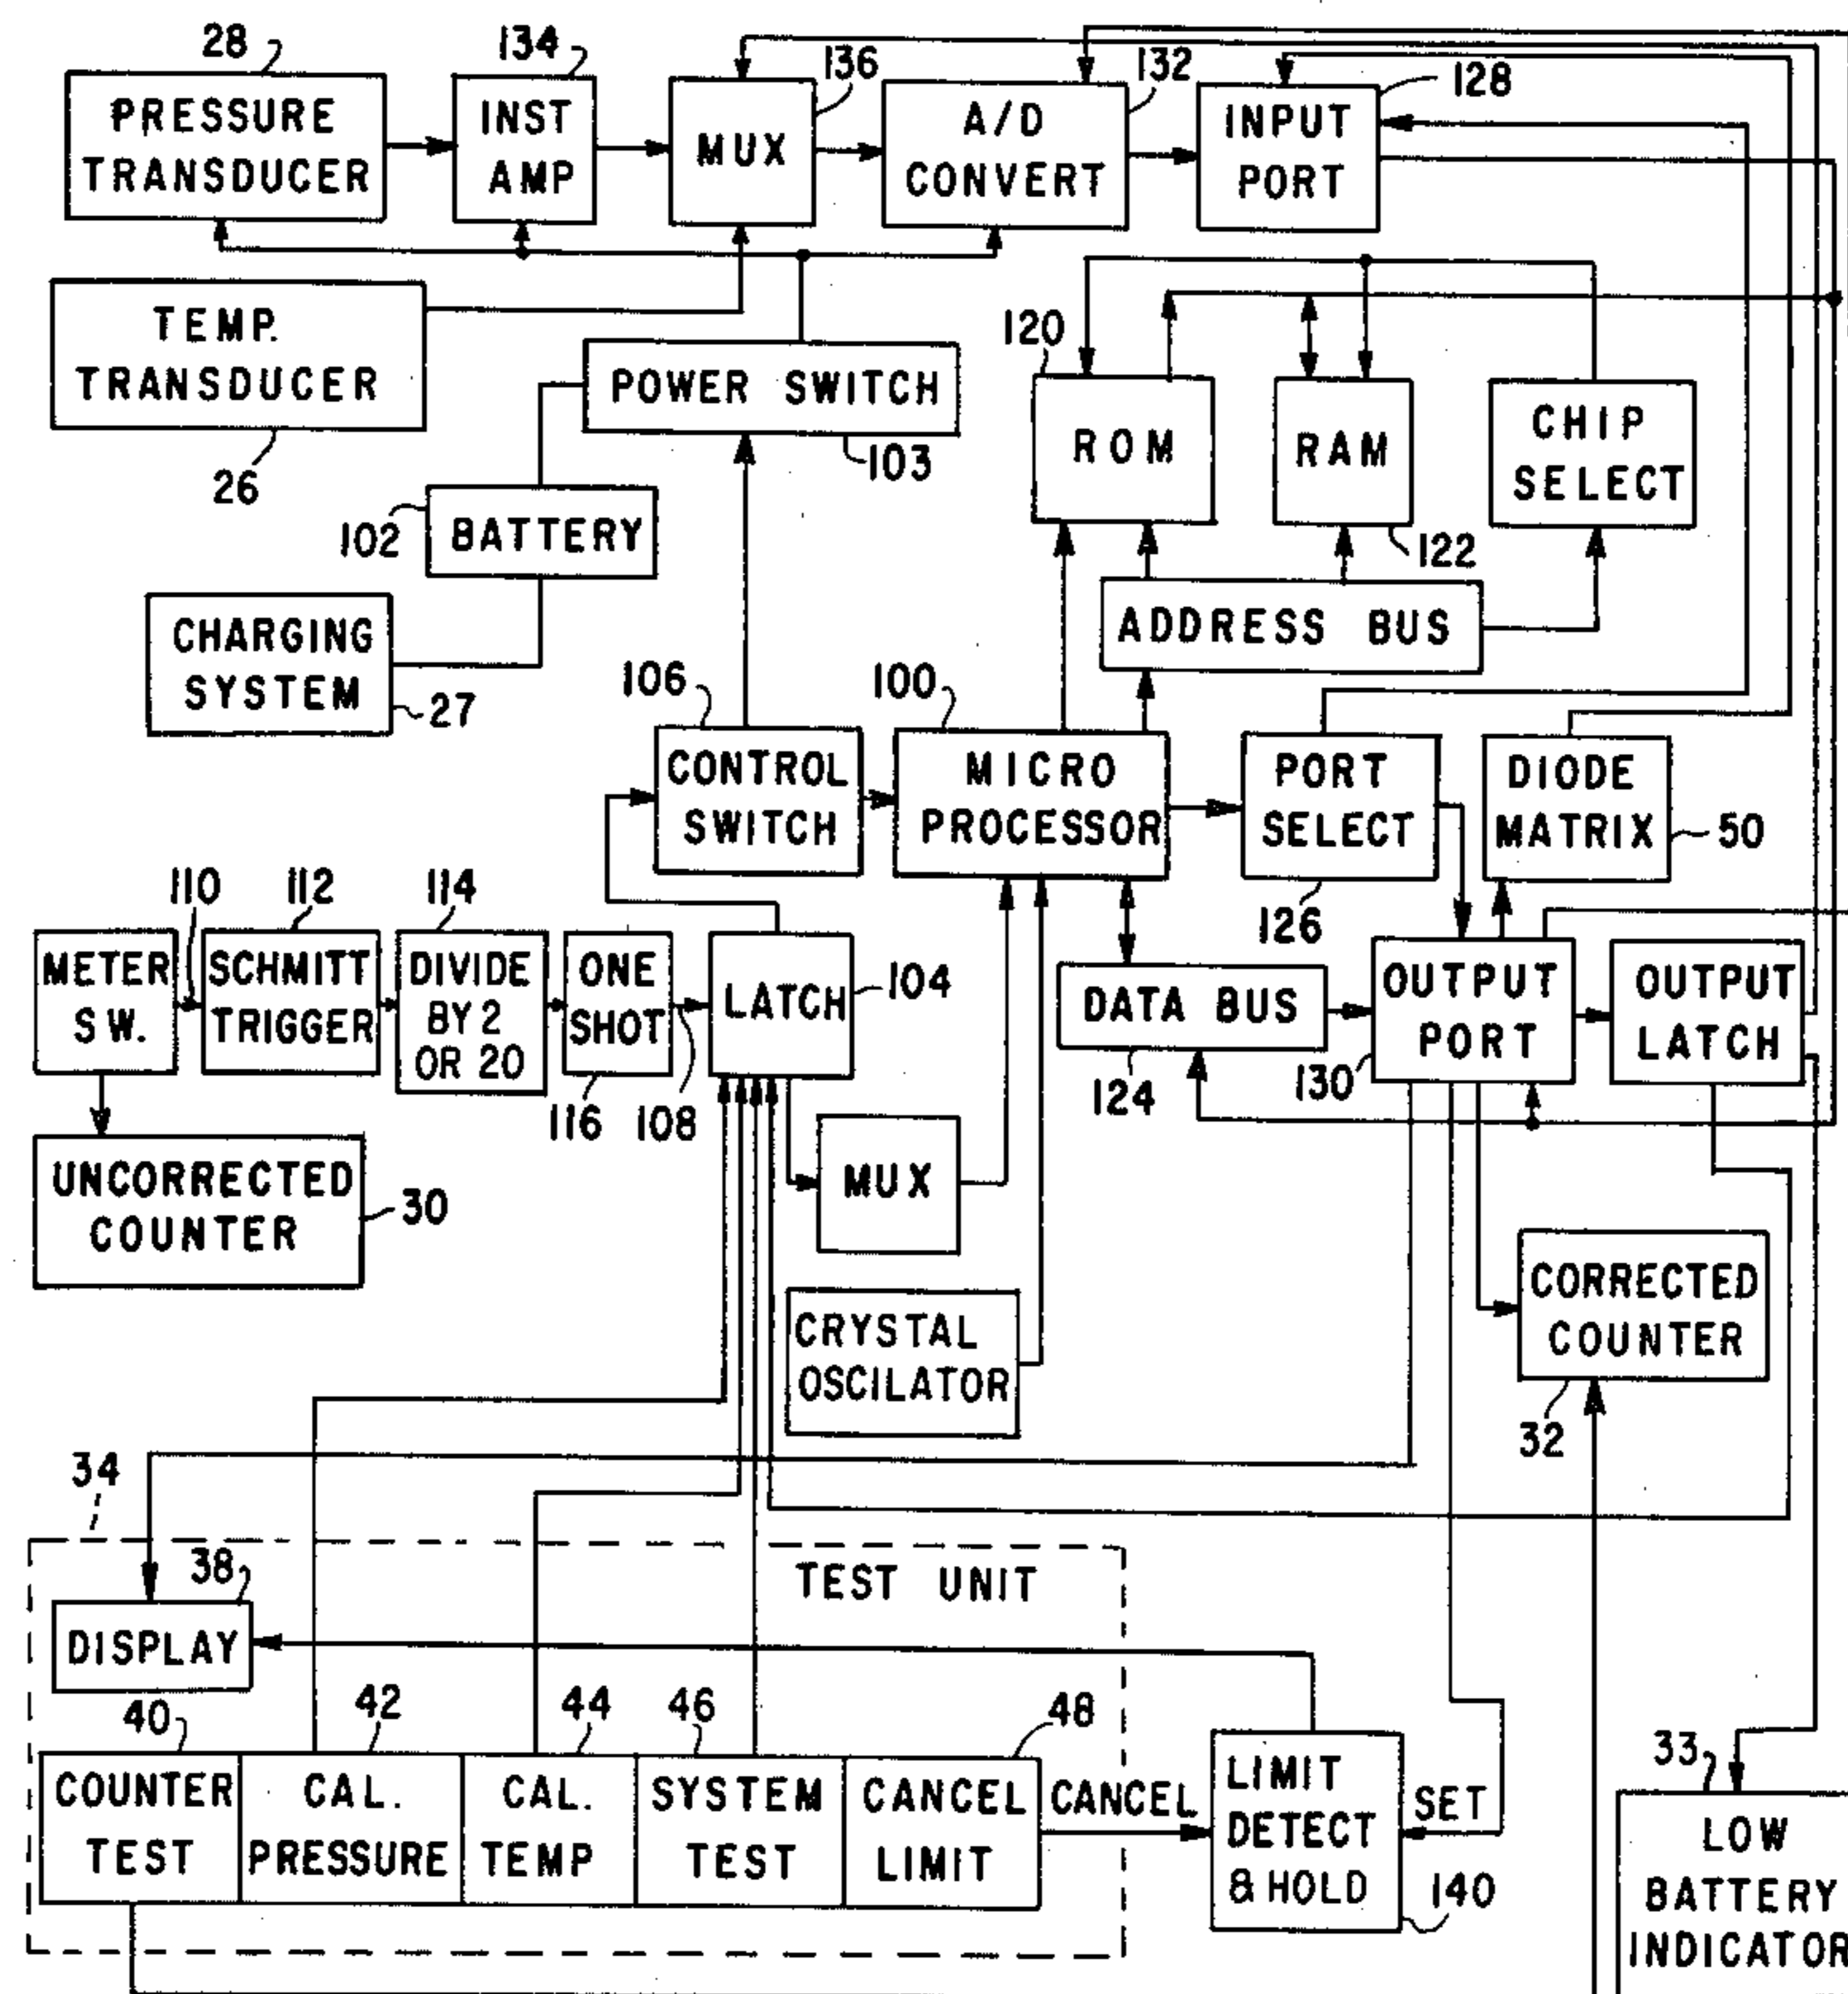 28
134
136
132
128
PRESSURE
TRANSDUCER
INST
AMP
MUX
A/D
CONVERT
INPUT
PORT
TEMP.
TRANSDUCER
26
POWER SWITCH
103
120
ROM
RAM
122
CHIP
SELECT
102
BATTERY
CHARGING
SYSTEM
27
ADDRESS BUS
106
100
CONTROL
SWITCH
MICRO
PROCESSOR
PORT
SELECT
126
DIODE
MATRIX
50
110
112
114
METER
SW.
SCHMITT
TRIGGER
DIVIDE
BY 2
OR 20
ONE
SHOT
116
108
LATCH
104
DATA BUS
124
OUTPUT
PORT
130
OUTPUT
LATCH
UNCORRECTED
COUNTER
30
MUX
CRYSTAL
OSCILATOR
CORRECTED
COUNTER
32
34
TEST UNIT
38
DISPLAY
40
42
44
46
48
COUNTER
TEST
CAL.
PRESSURE
CAL.
TEMP
SYSTEM
TEST
CANCEL
LIMIT
CANCEL
LIMIT
DETECT
& HOLD
140
SET
33
LOW
BATTERY
INDICATOR